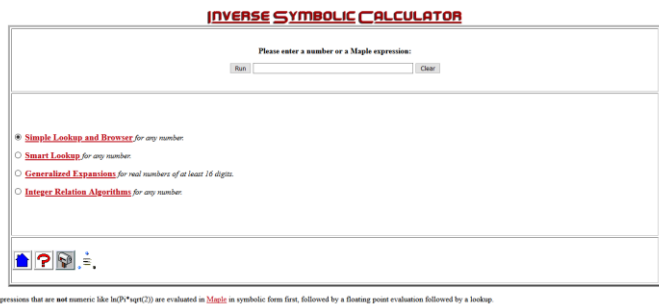 INVERSE SYMBOLIC CALCULATOR
Please enter a number or a Maple expression:
Run Clear
Simple Lookup and Browser for any number.
Smart Lookup for any number.
Generalized Expansions for real numbers of at least 16 digits.
Integer Relation Algorithms for any number.
pressions that are not numeric like ln(Pi*sqrt(2)) are evaluated in Maple in symbolic form first, followed by a floating point evaluation followed by a lookup.